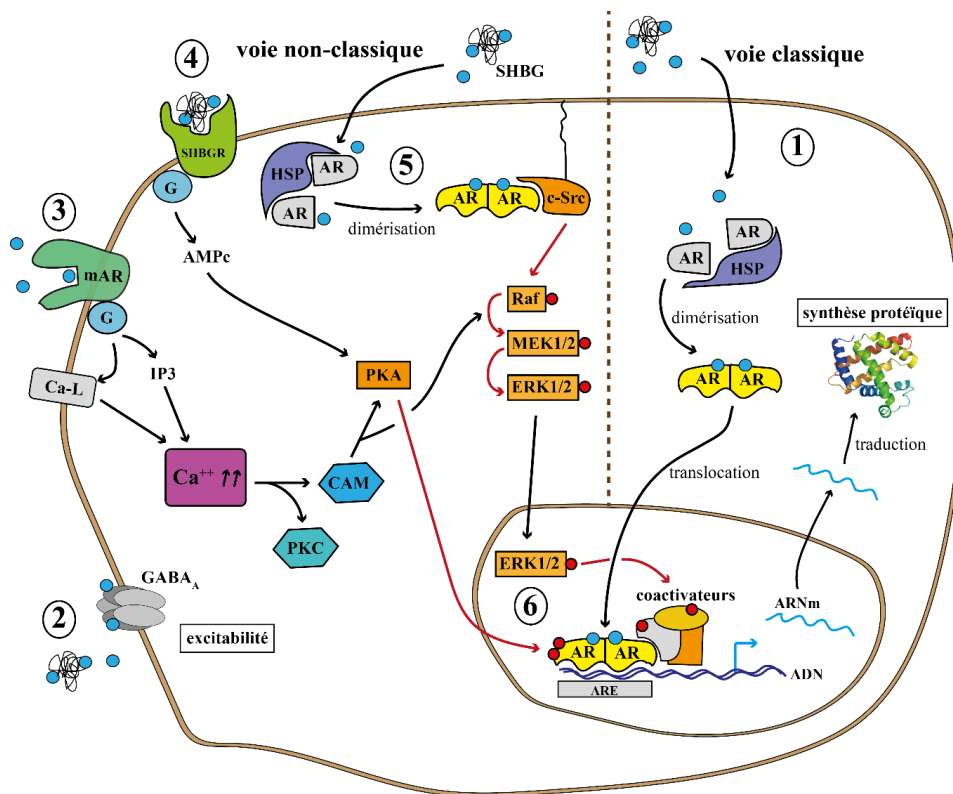 voie non-classique
SHBG
voie classique
4
SHBGR
G
3
mAR
G
AMPc
Ca-L
IP3
Ca++ ↑↑
CAM
PKC
PKA
HSP
AR
AR
5
dimérisation
AR AR
c-Src
Raf
MEK1/2
ERK1/2
1
AR
AR
HSP
dimérisation
AR AR
translocation
synthèse protéïque
traduction
ARNm
2
GABAA
excitabilité
ERK1/2
6
coactivateurs
AR AR
ARE
ADN